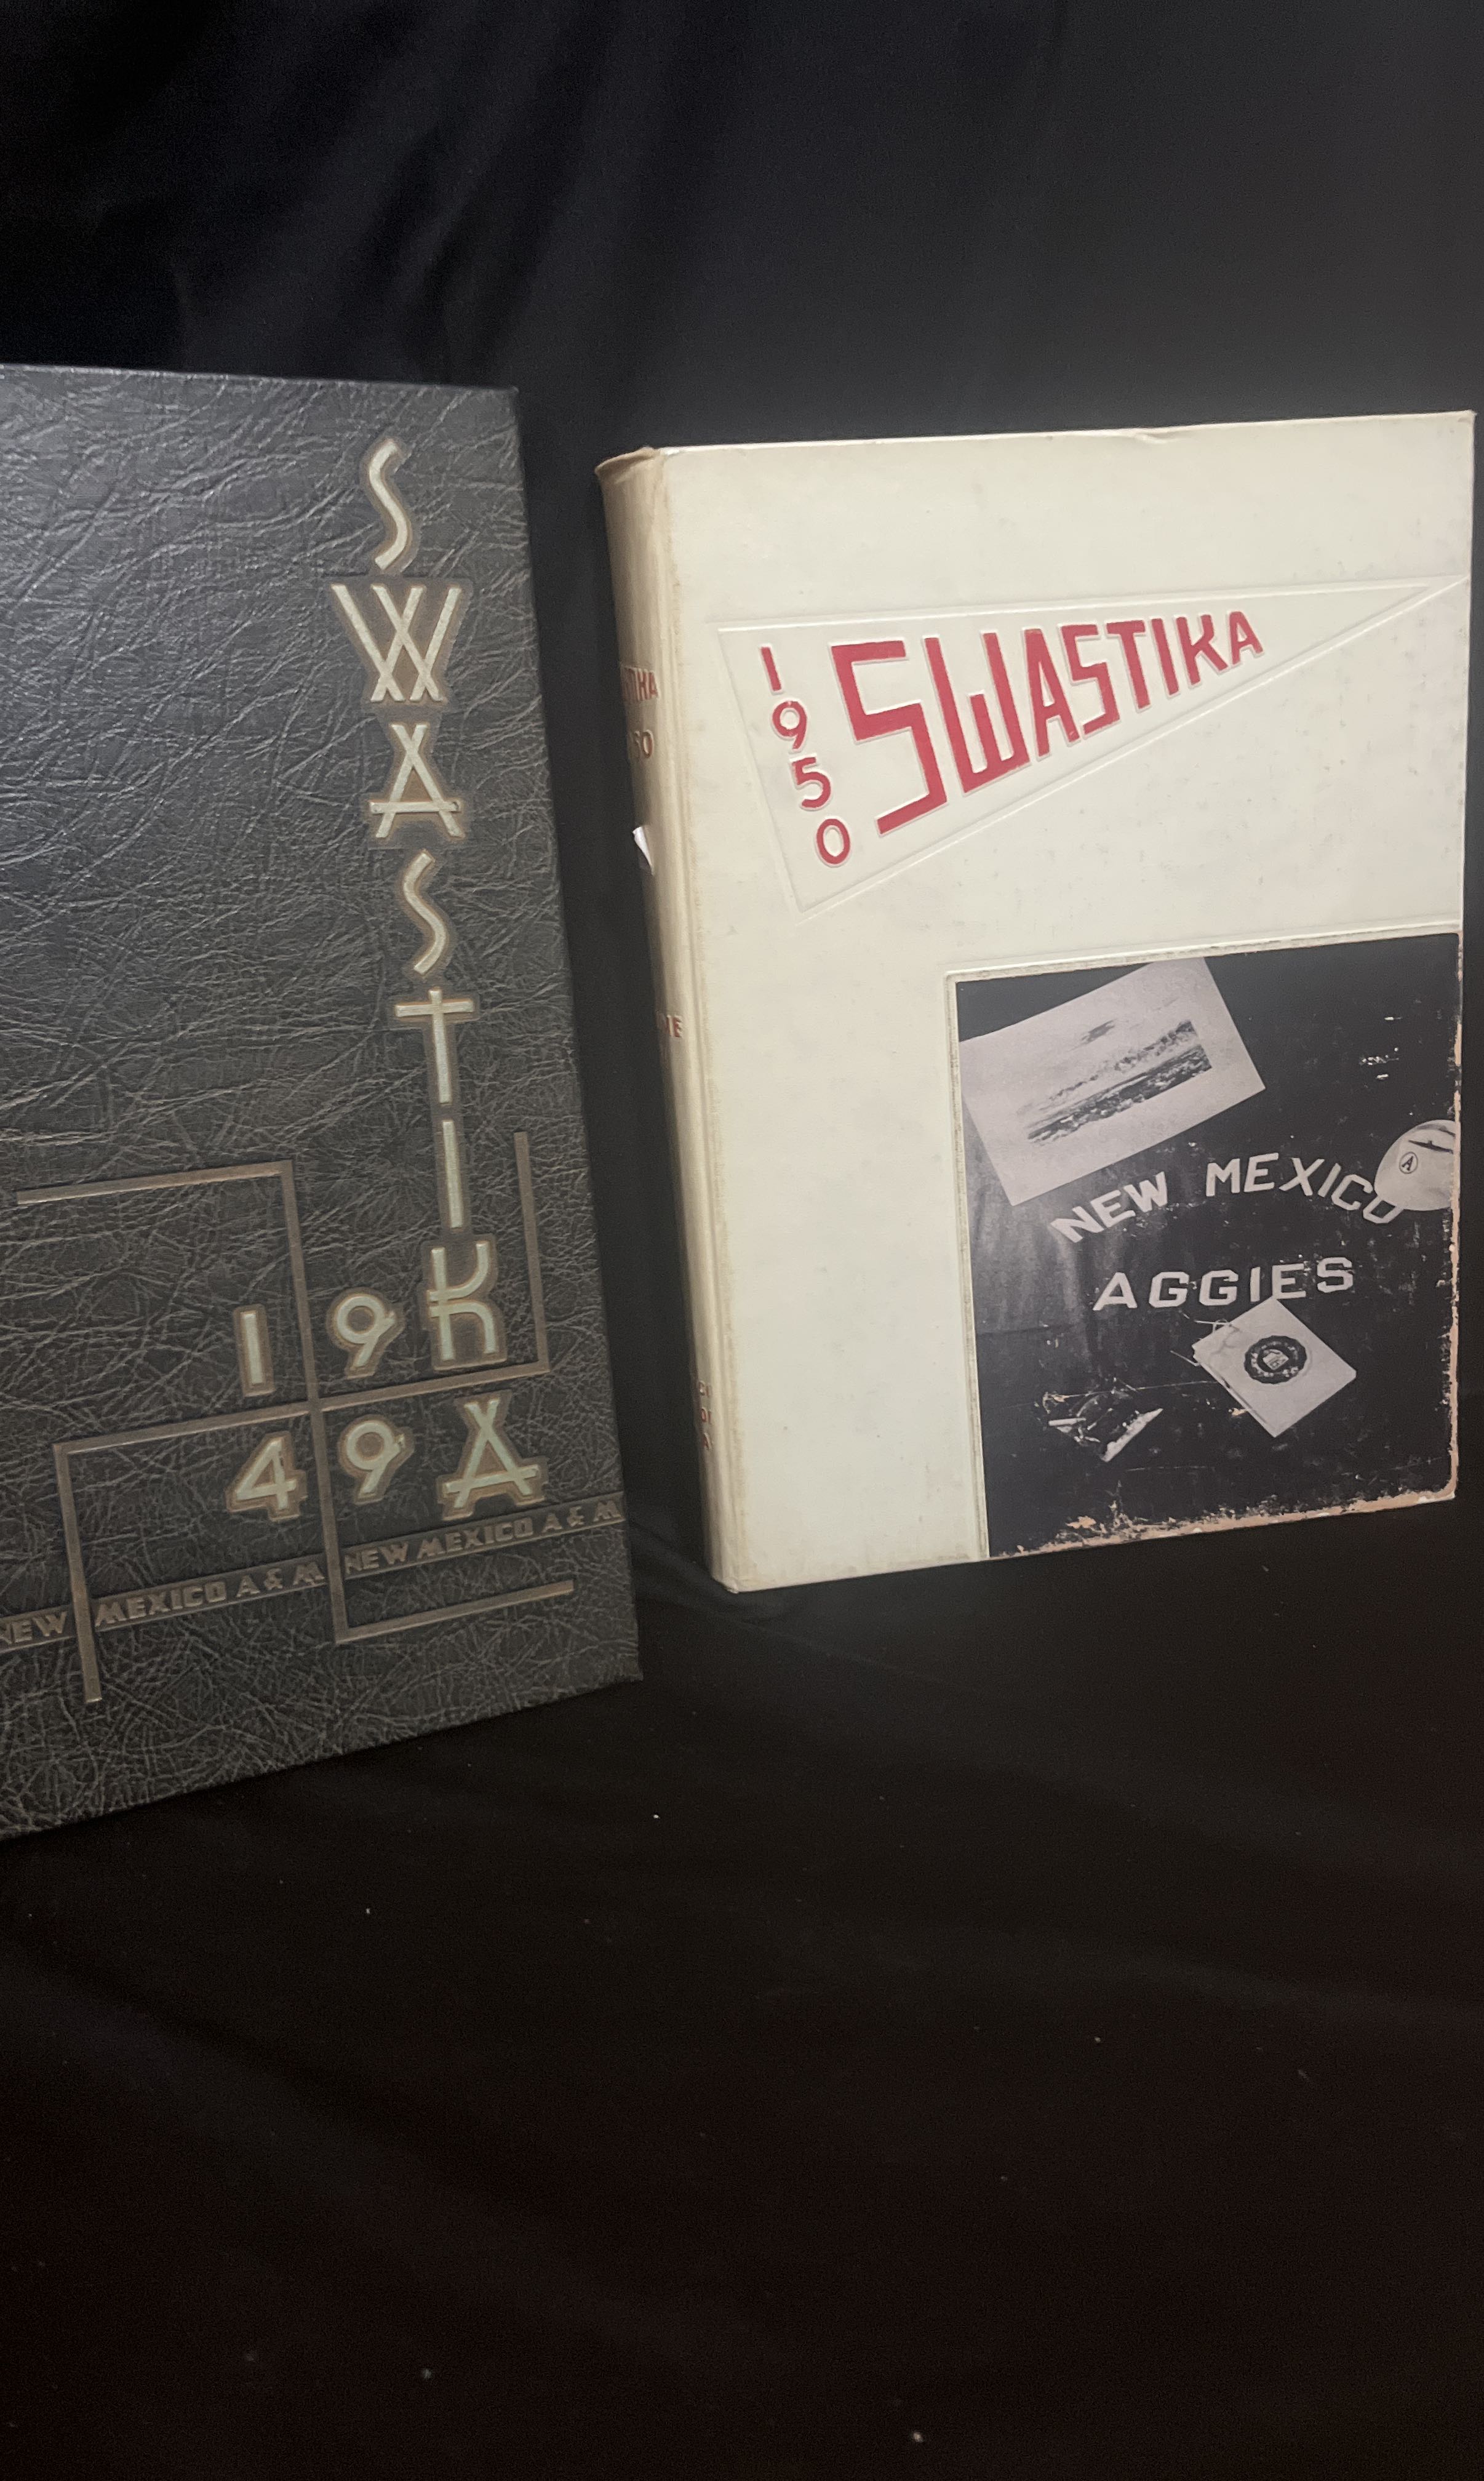 SWASTIKA
1949
NEW MEXICO A & M NEW MEXICO A & M
1950
SWASTIKA
NEW MEXICO
AGGIES
A